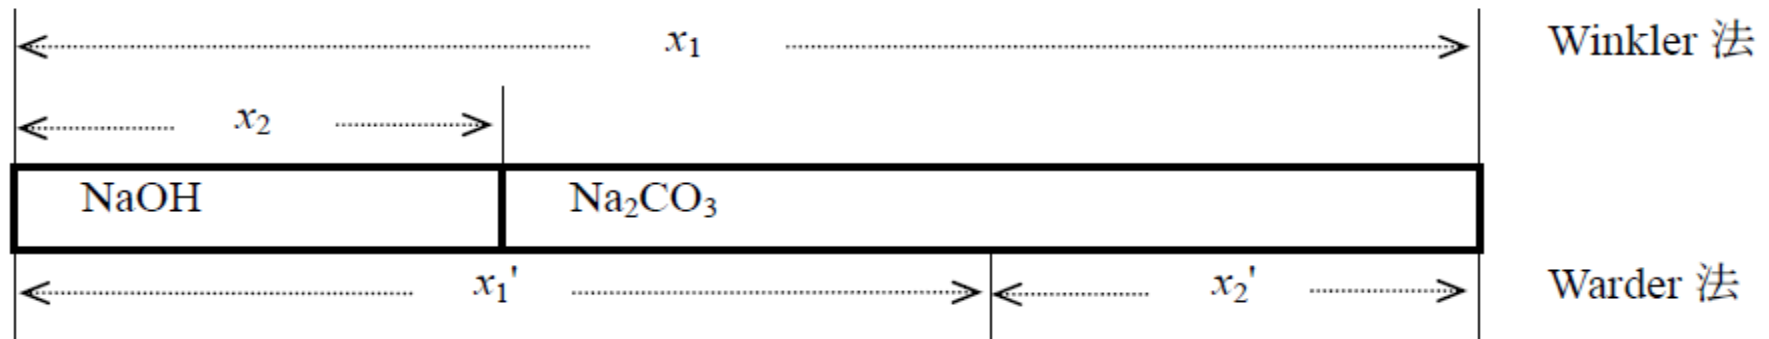 x₁ Winkler 法
x₂
NaOH Na₂CO₃
x₁' x₂' Warder 法